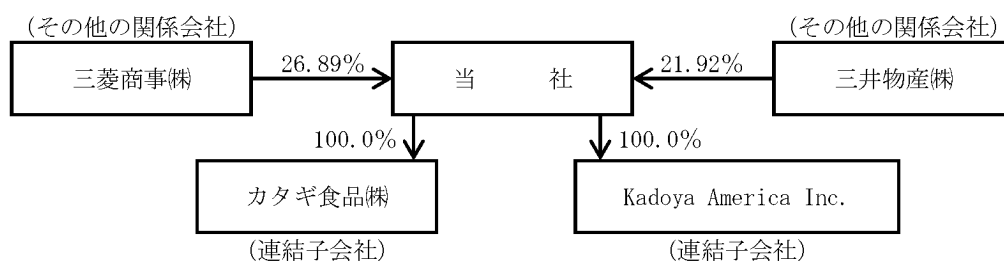 (その他の関係会社)
(その他の関係会社)
三菱商事㈱
26.89%
当　　社
21.92%
三井物産㈱
100.0%
100.0%
カタギ食品㈱
Kadoya America Inc.
(連結子会社)
(連結子会社)